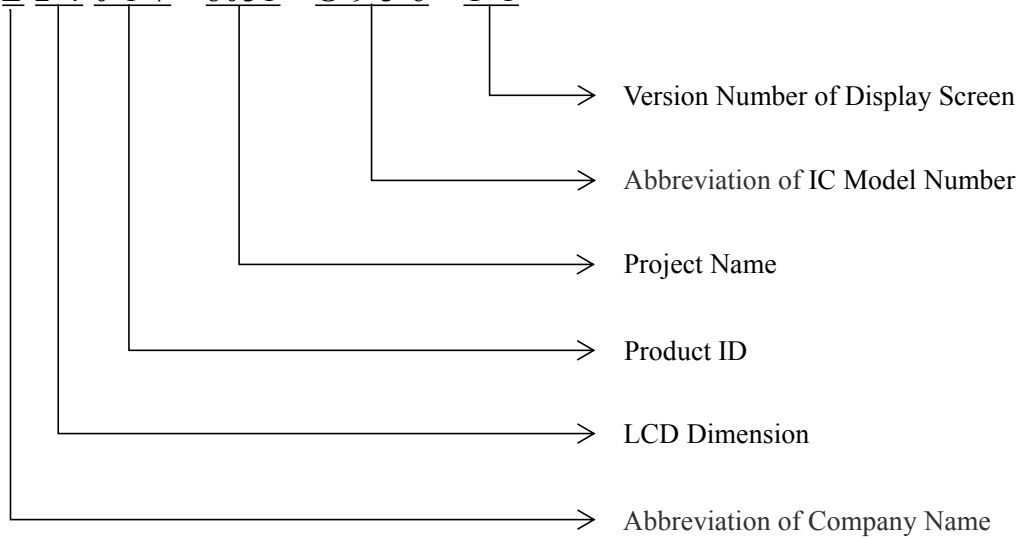 Version Number of Display Screen
Abbreviation of IC Model Number
Project Name
Product ID
LCD Dimension
Abbreviation of Company Name